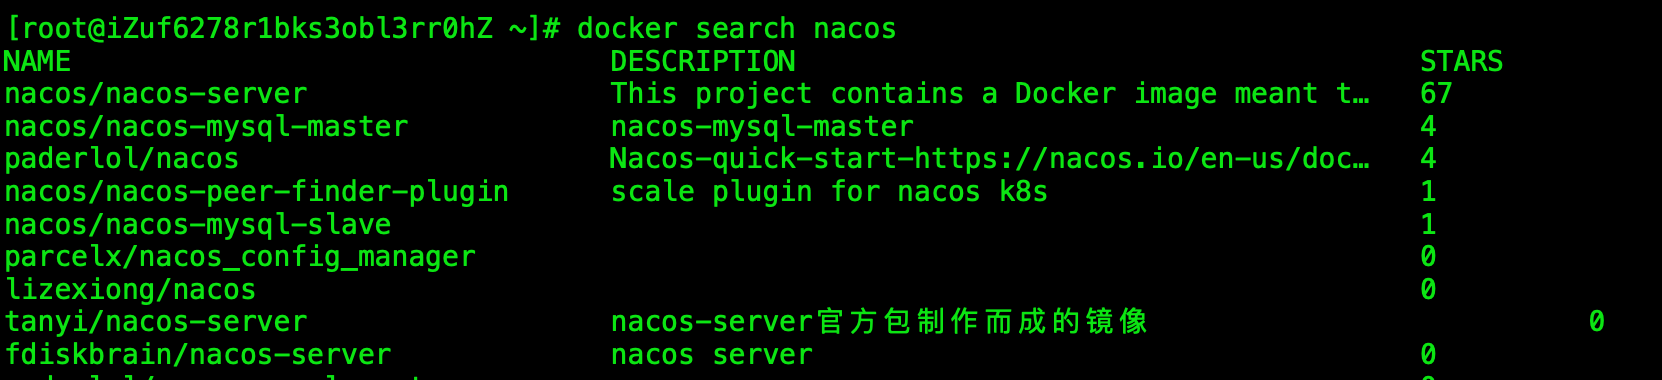 [root@iZuf6278r1bks3obl3rr0hZ ~]# docker search nacos
NAME DESCRIPTION STARS
nacos/nacos-server This project contains a Docker image meant t… 67
nacos/nacos-mysql-master nacos-mysql-master 4
paderlol/nacos Nacos-quick-start-https://nacos.io/en-us/doc… 4
nacos/nacos-peer-finder-plugin scale plugin for nacos k8s 1
nacos/nacos-mysql-slave 1
parcelx/nacos_config_manager 0
lizexiong/nacos 0
tanyi/nacos-server nacos-server官方包制作而成的镜像 0
fdiskbrain/nacos-server nacos server 0